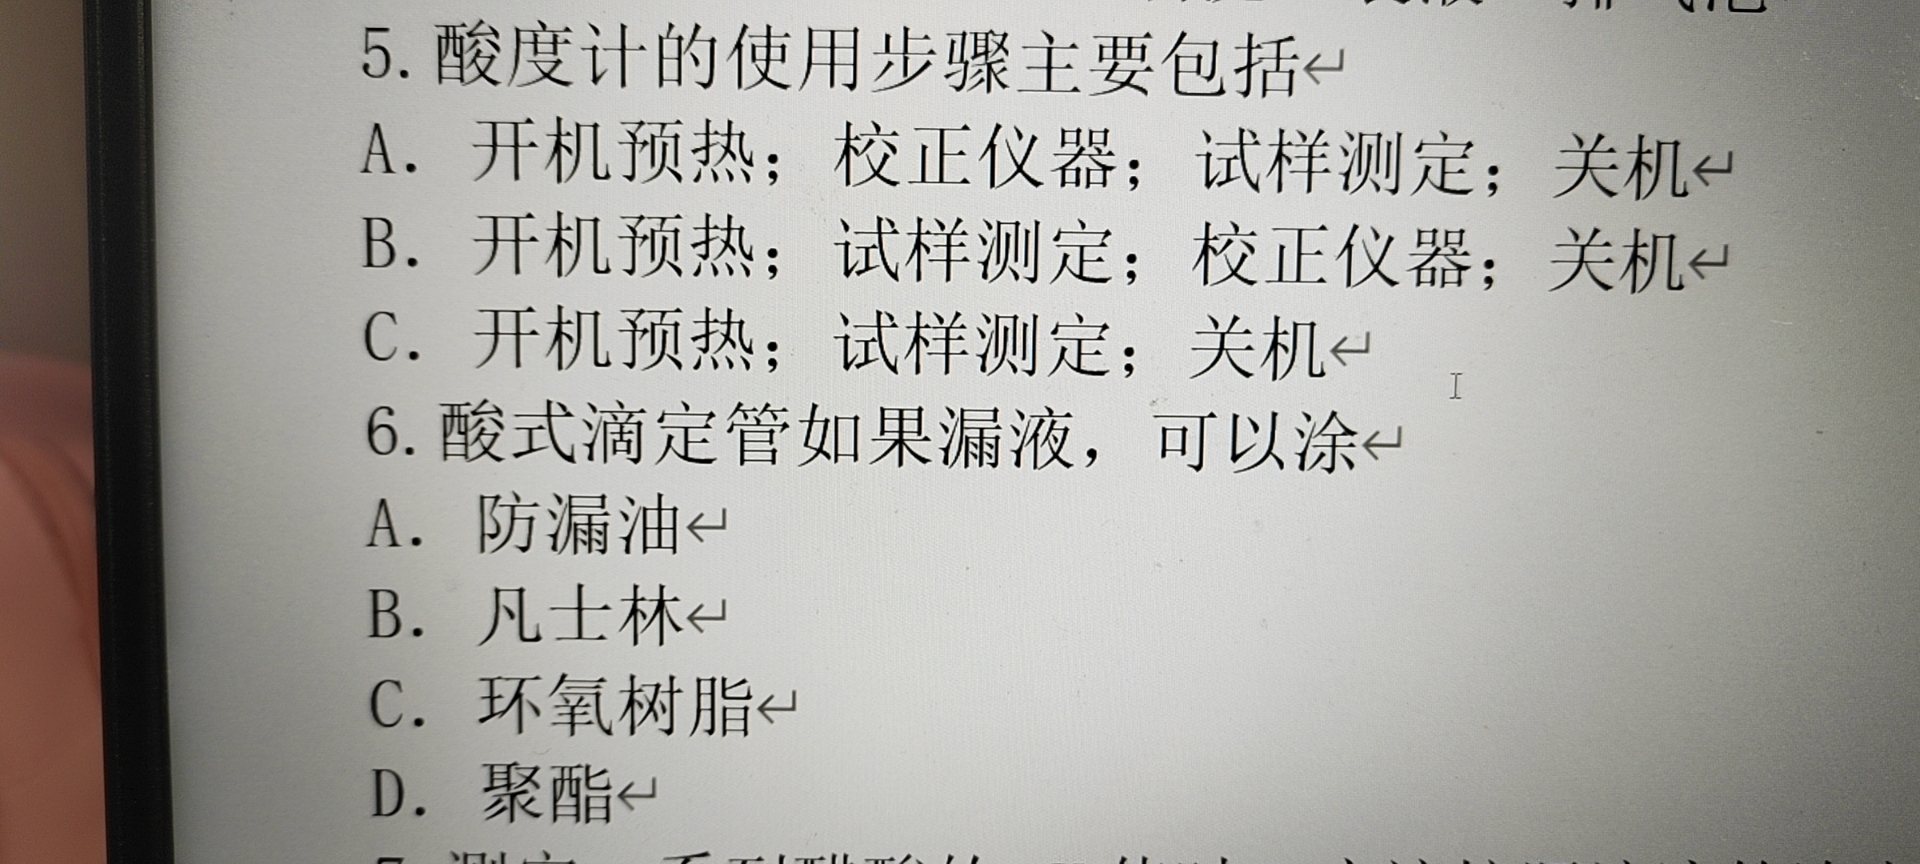 5.酸度计的使用步骤主要包括↵
A. 开机预热；校正仪器；试样测定；关机↵
B. 开机预热；试样测定；校正仪器；关机↵
C. 开机预热；试样测定；关机↵
6.酸式滴定管如果漏液，可以涂↵
A. 防漏油↵
B. 凡士林↵
C. 环氧树脂↵
D. 聚酯↵